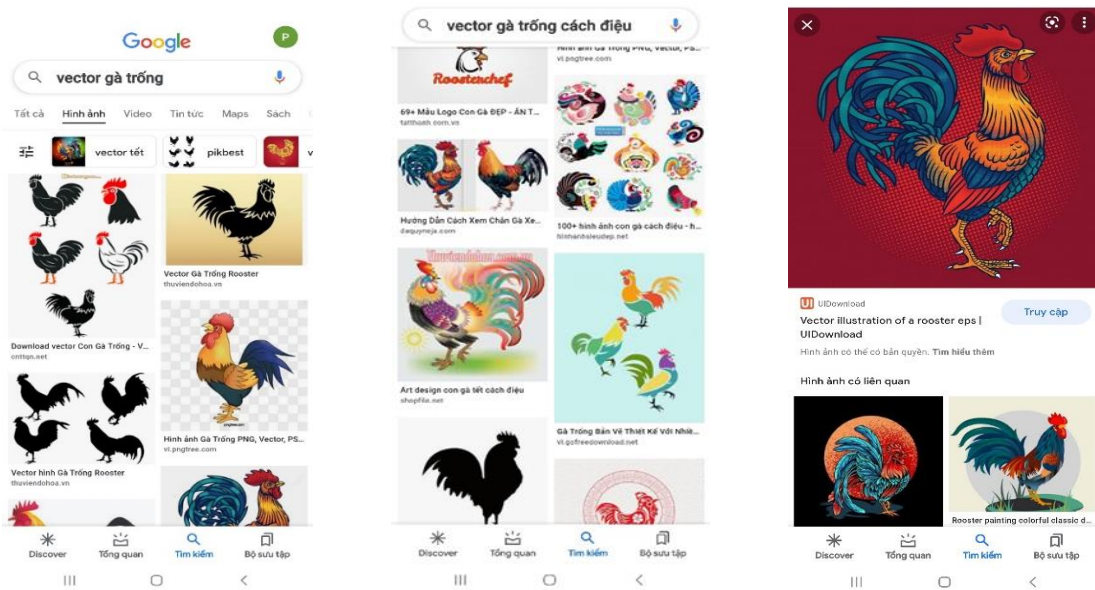 Google
P
vector gà trống
Tất cả Hình ảnh Video Tin tức Maps Sách
vector tết
pikbest
v
Download vector Con Gà Trống - V...
cnttqn.net
Vector Gà Trống Rooster
thuviendohoa.vn
Hình ảnh Gà Trống PNG, Vector, PS...
vi.pngtree.com
Vector hình Gà Trống Rooster
thuviendohoa.vn
Discover Tổng quan Tìm kiếm Bộ sưu tập
vector gà trống cách điệu
Roosterchef
69+ Mẫu Logo Con Gà ĐẸP - ẤN T...
tatthanh.com.vn
Hình ảnh Gà Trống PNG, Vector, PS...
vi.pngtree.com
Hướng Dẫn Cách Xem Chân Gà Xe...
daquyneja.com
100+ hình ảnh con gà cách điệu - h...
hinhanhsieudep.net
thuviendohoa.com.vn
Art design con gà tết cách điệu
shopfile.net
Gà Trống Bản Vẽ Thiết Kế Với Nhiề...
vi.gofreedownload.net
Discover Tổng quan Tìm kiếm Bộ sưu tập
UI UIDownload
Vector illustration of a rooster eps |
UIDownload
Truy cập
Hình ảnh có thể có bản quyền. Tìm hiểu thêm
Hình ảnh có liên quan
Rooster painting colorful classic d...
Discover Tổng quan Tìm kiếm Bộ sưu tập